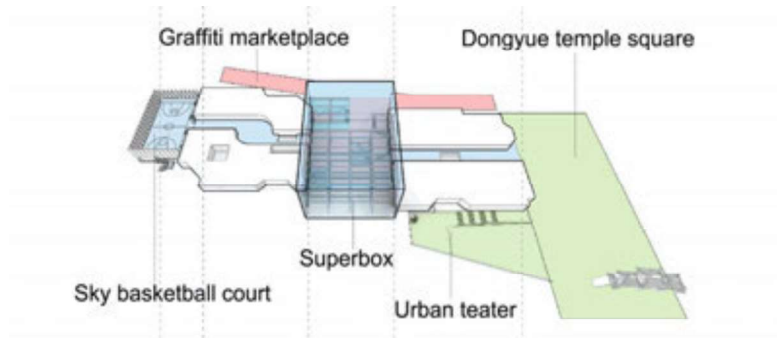 Graffiti marketplace
Dongyue temple square
Superbox
Sky basketball court
Urban teater